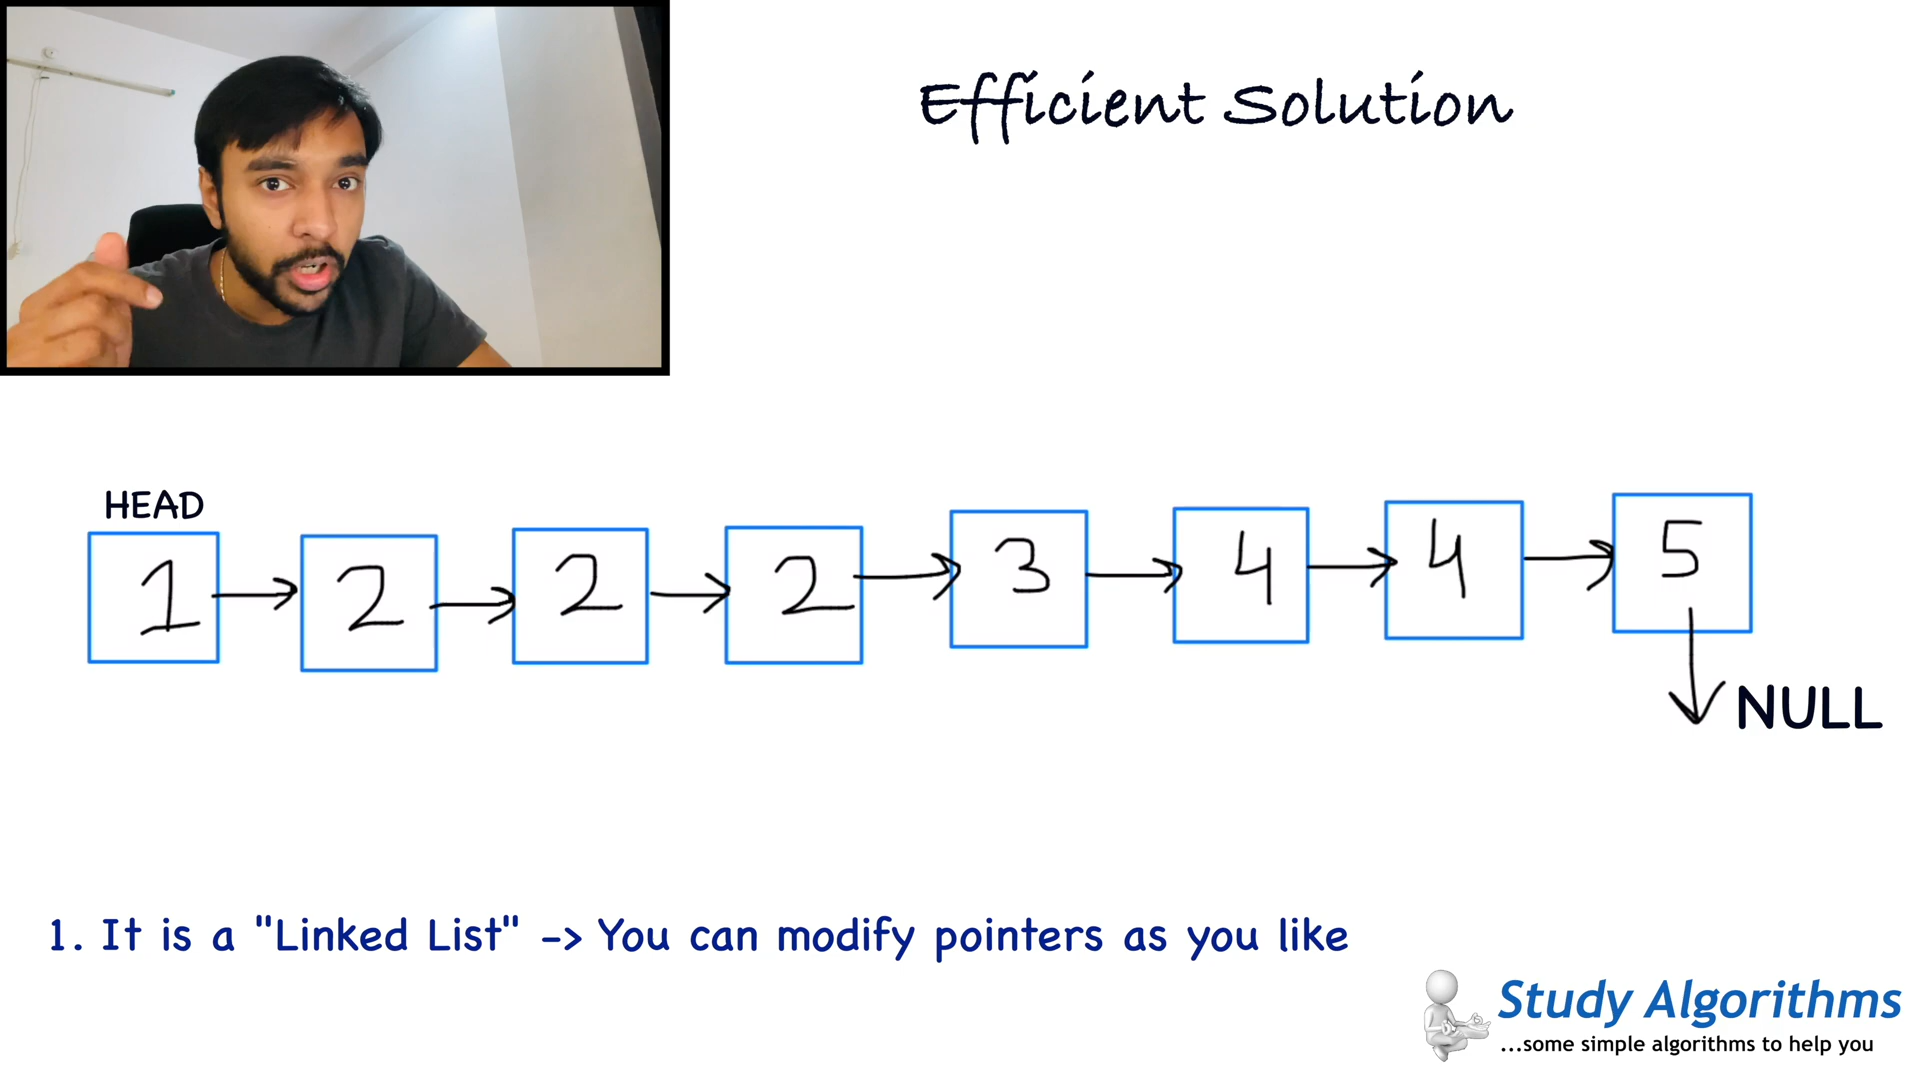 Efficient Solution
HEAD
1 2 2 2 3 4 4 5
NULL
1. It is a "Linked List" -> You can modify pointers as you like
Study Algorithms
...some simple algorithms to help you